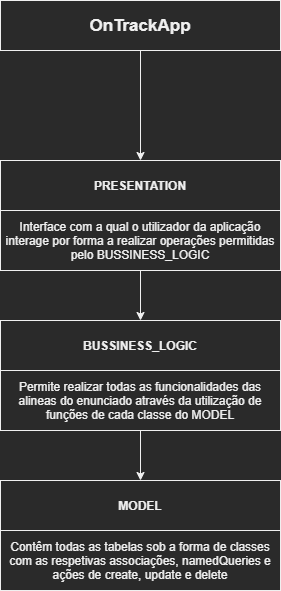 OnTrackApp
PRESENTATION
Interface com a qual o utilizador da aplicação
interage por forma a realizar operações permitidas
pelo BUSSINESS_LOGIC
BUSSINESS_LOGIC
Permite realizar todas as funcionalidades das
alineas do enunciado através da utilização de
funções de cada classe do MODEL
MODEL
Contêm todas as tabelas sob a forma de classes
com as respetivas associações, namedQueries e
ações de create, update e delete